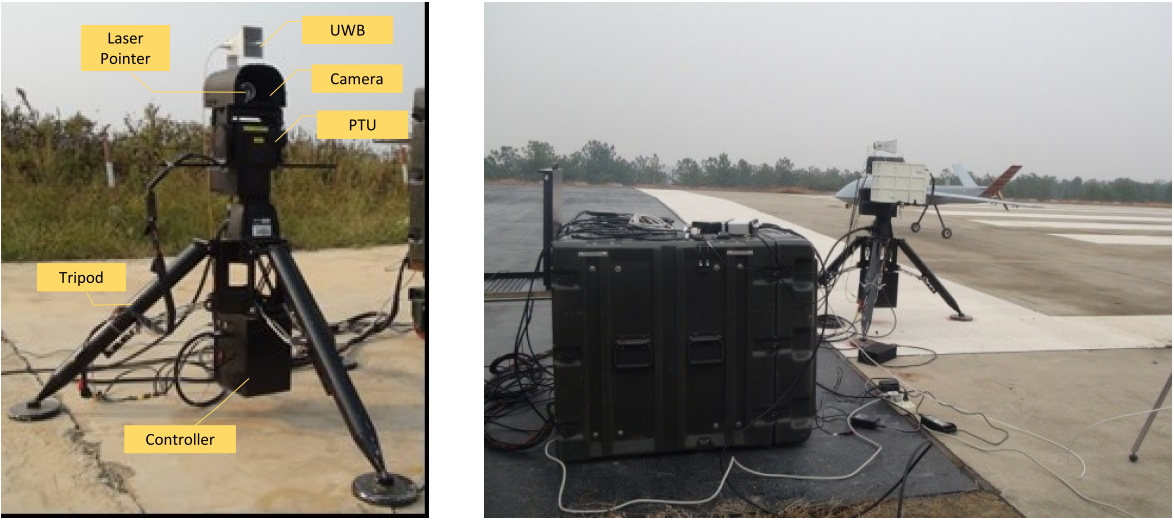 Laser
Pointer
UWB
Camera
PTU
Tripod
Controller